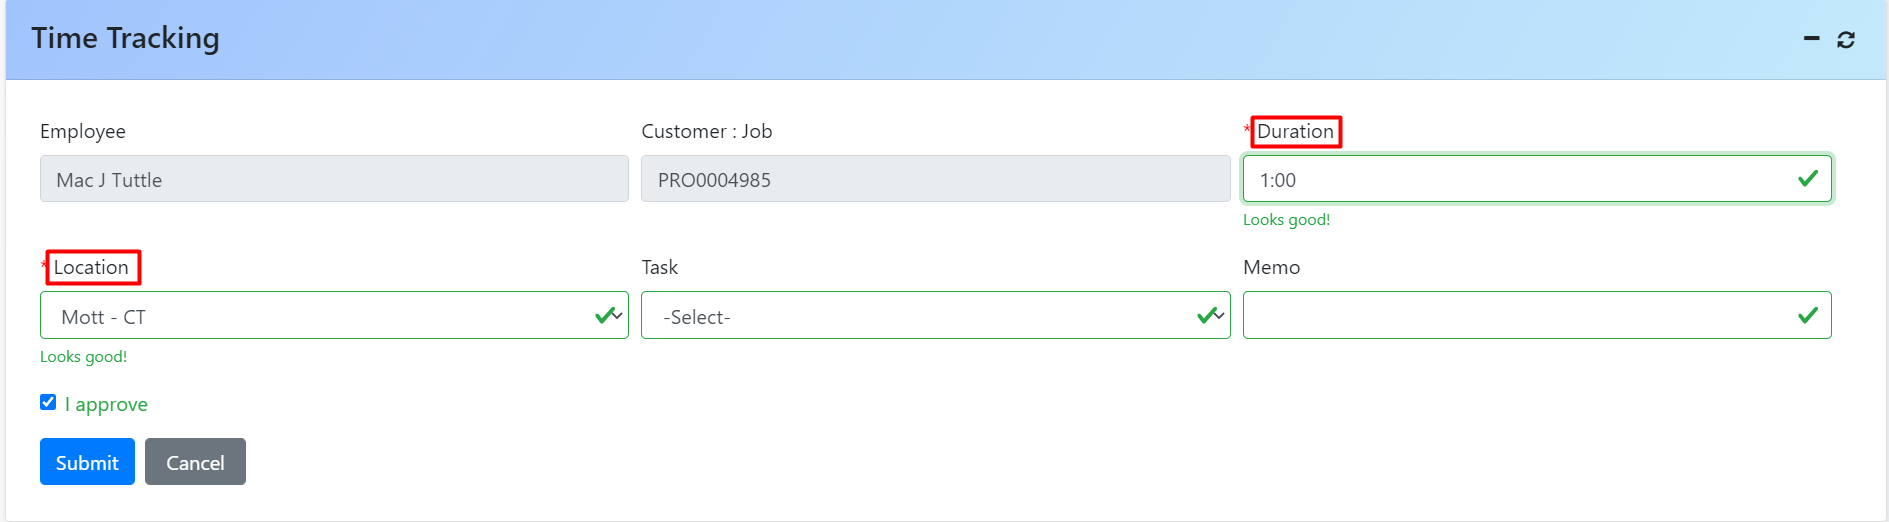 Time Tracking
Employee
Customer : Job
* Duration
Mac J Tuttle
PRO0004985
1:00
Looks good!
* Location
Task
Memo
Mott - CT
-Select-
Looks good!
I approve
Submit
Cancel